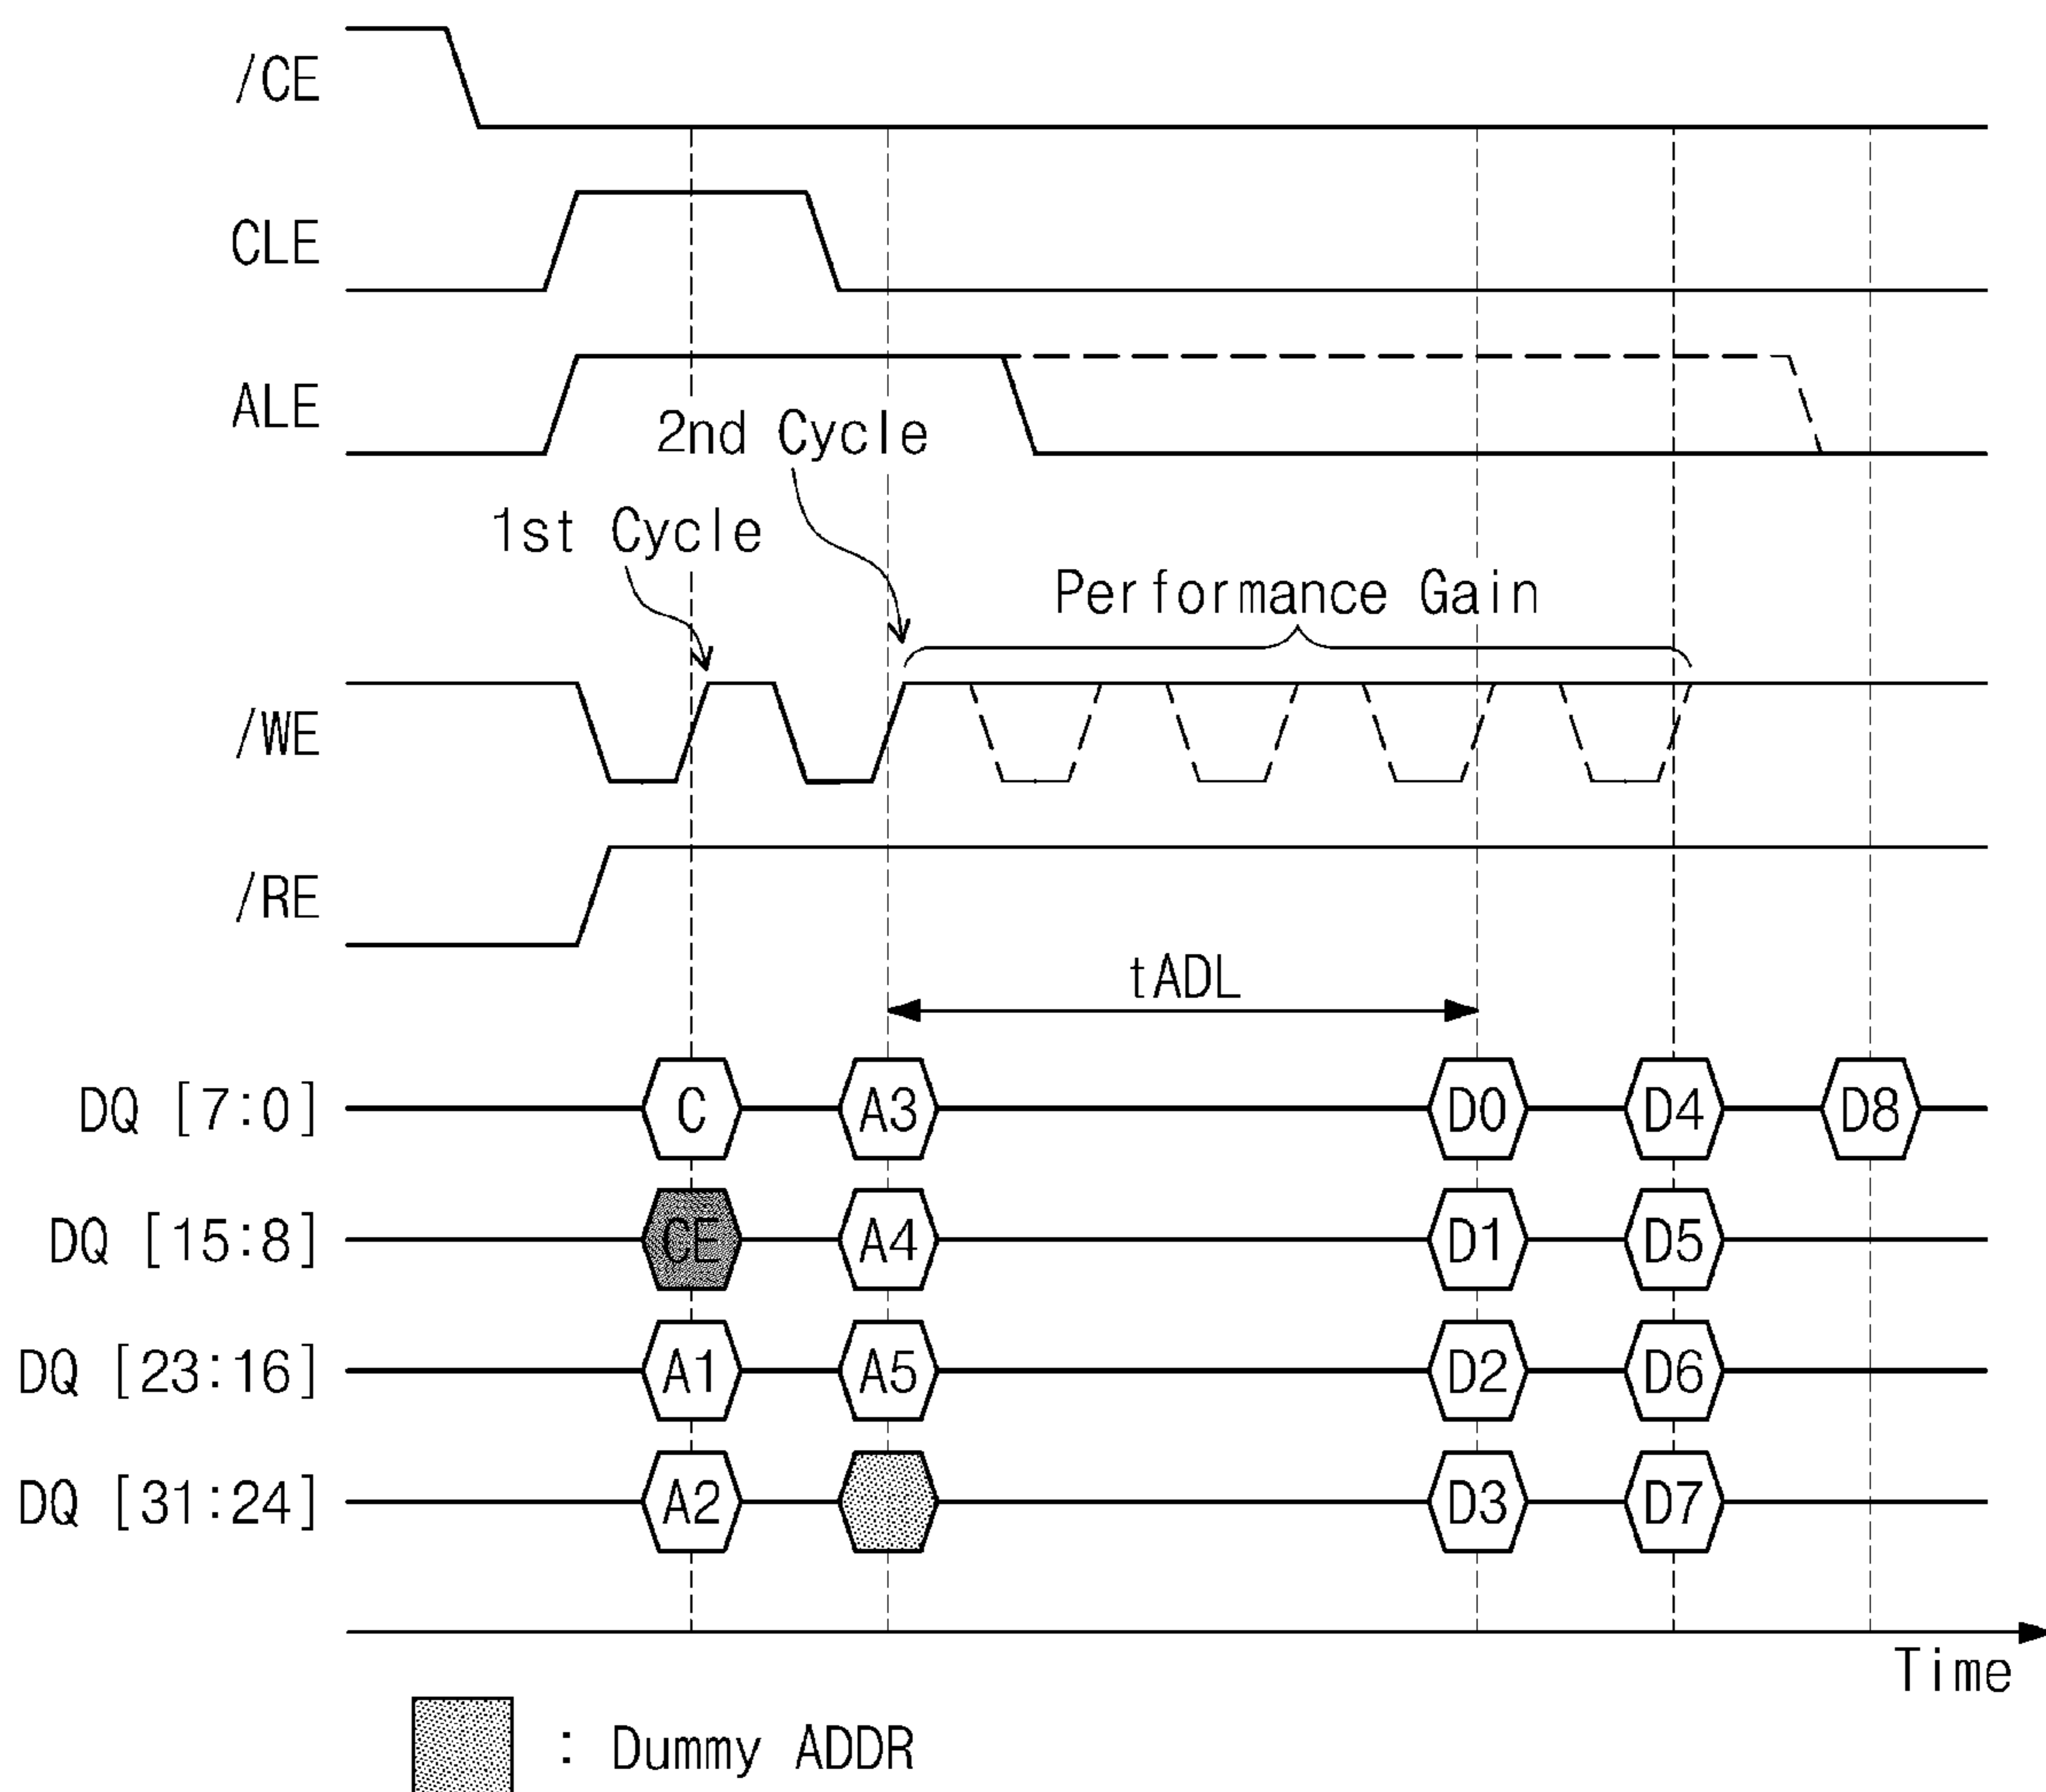 /CE
CLE
ALE
2nd Cycle
1st Cycle
Performance Gain
/WE
/RE
tADL
DQ [7:0] C A3 D0 D4 D8
DQ [15:8] CE A4 D1 D5
DQ [23:16] A1 A5 D2 D6
DQ [31:24] A2 D3 D7
Time
: Dummy ADDR